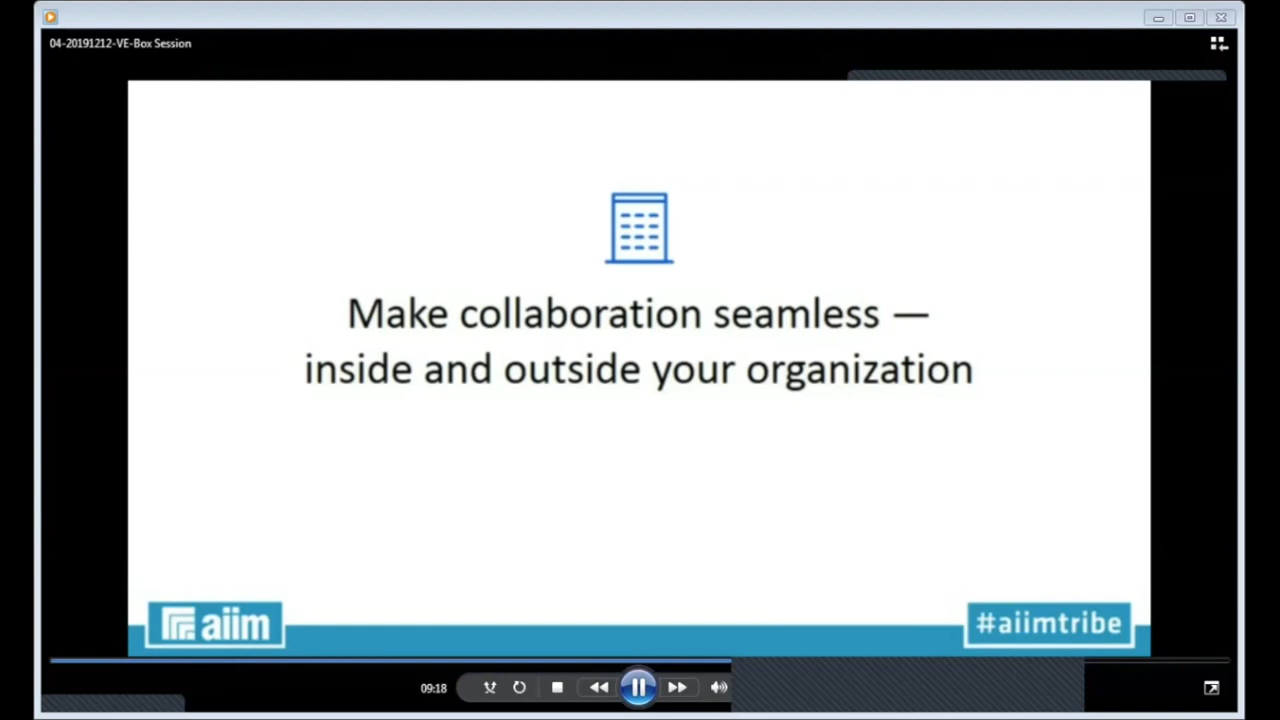 04-20191212-VE-Box Session
Make collaboration seamless —
inside and outside your organization
aiim
#aiimtribe
09:18